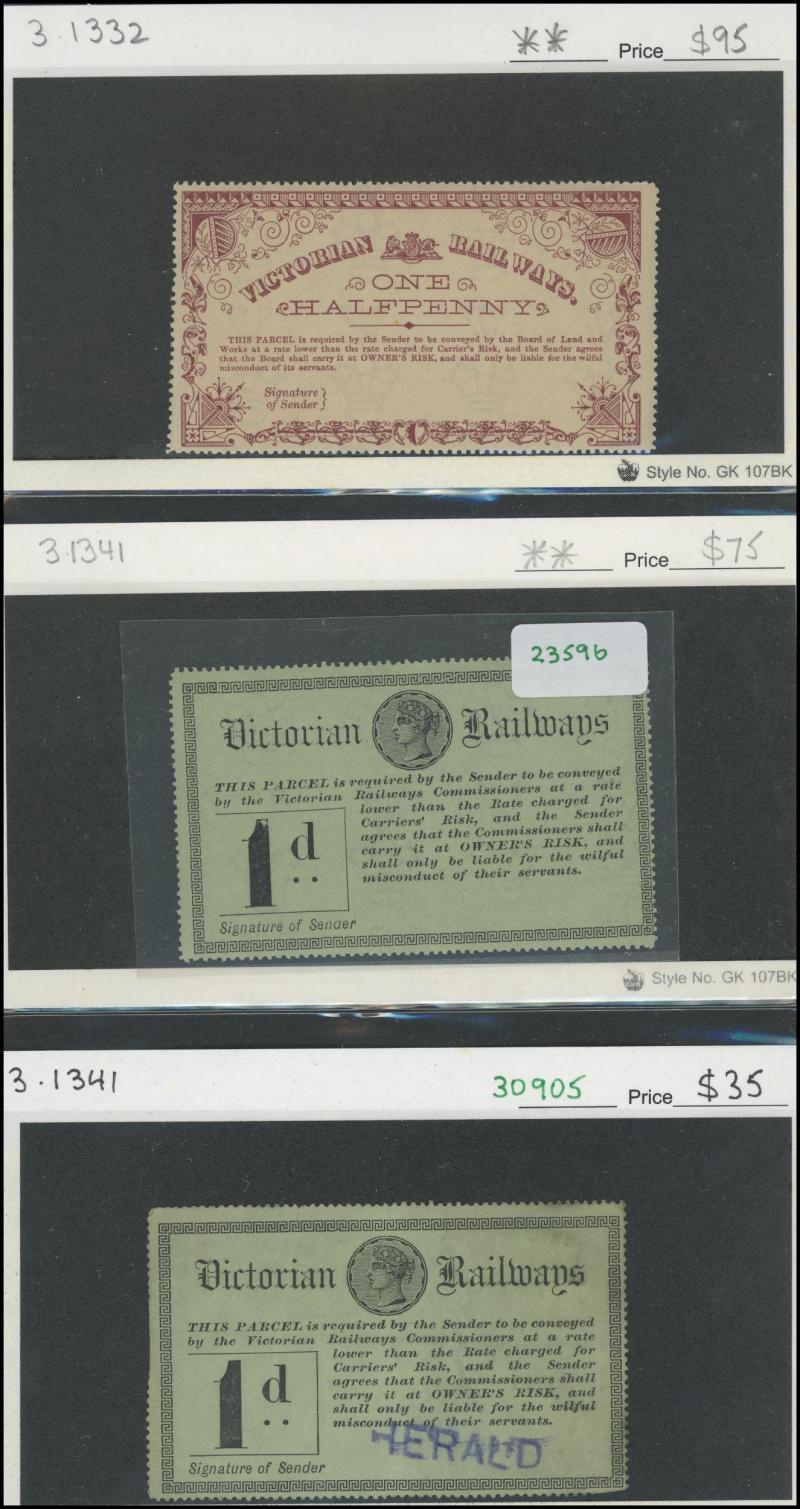 3.1332 ** Price $95
VICTORIAN RAILWAYS.
ONE
HALFPENNY
THIS PARCEL is required by the Sender to be conveyed by the Board of Land and
Works at a rate lower than the rate charged for Carrier's Risk, and the Sender agrees
that the Board shall carry it at OWNER'S RISK, and shall only be liable for the wilful
misconduct of its servants.
Signature }
of Sender }
Style No. GK 107BK
3.1341 ** Price $75
23596
Victorian Railways
THIS PARCEL is required by the Sender to be conveyed
by the Victorian Railways Commissioners at a rate
lower than the Rate charged for
Carriers' Risk, and the Sender
agrees that the Commissioners shall
carry it at OWNER'S RISK, and
shall only be liable for the wilful
misconduct of their servants.
1d
Signature of Sender
Style No. GK 107BK
3.1341 30905 Price $35
Victorian Railways
THIS PARCEL is required by the Sender to be conveyed
by the Victorian Railways Commissioners at a rate
lower than the Rate charged for
Carriers' Risk, and the Sender
agrees that the Commissioners shall
carry it at OWNER'S RISK, and
shall only be liable for the wilful
misconduct of their servants.
1d
HERALD
Signature of Sender